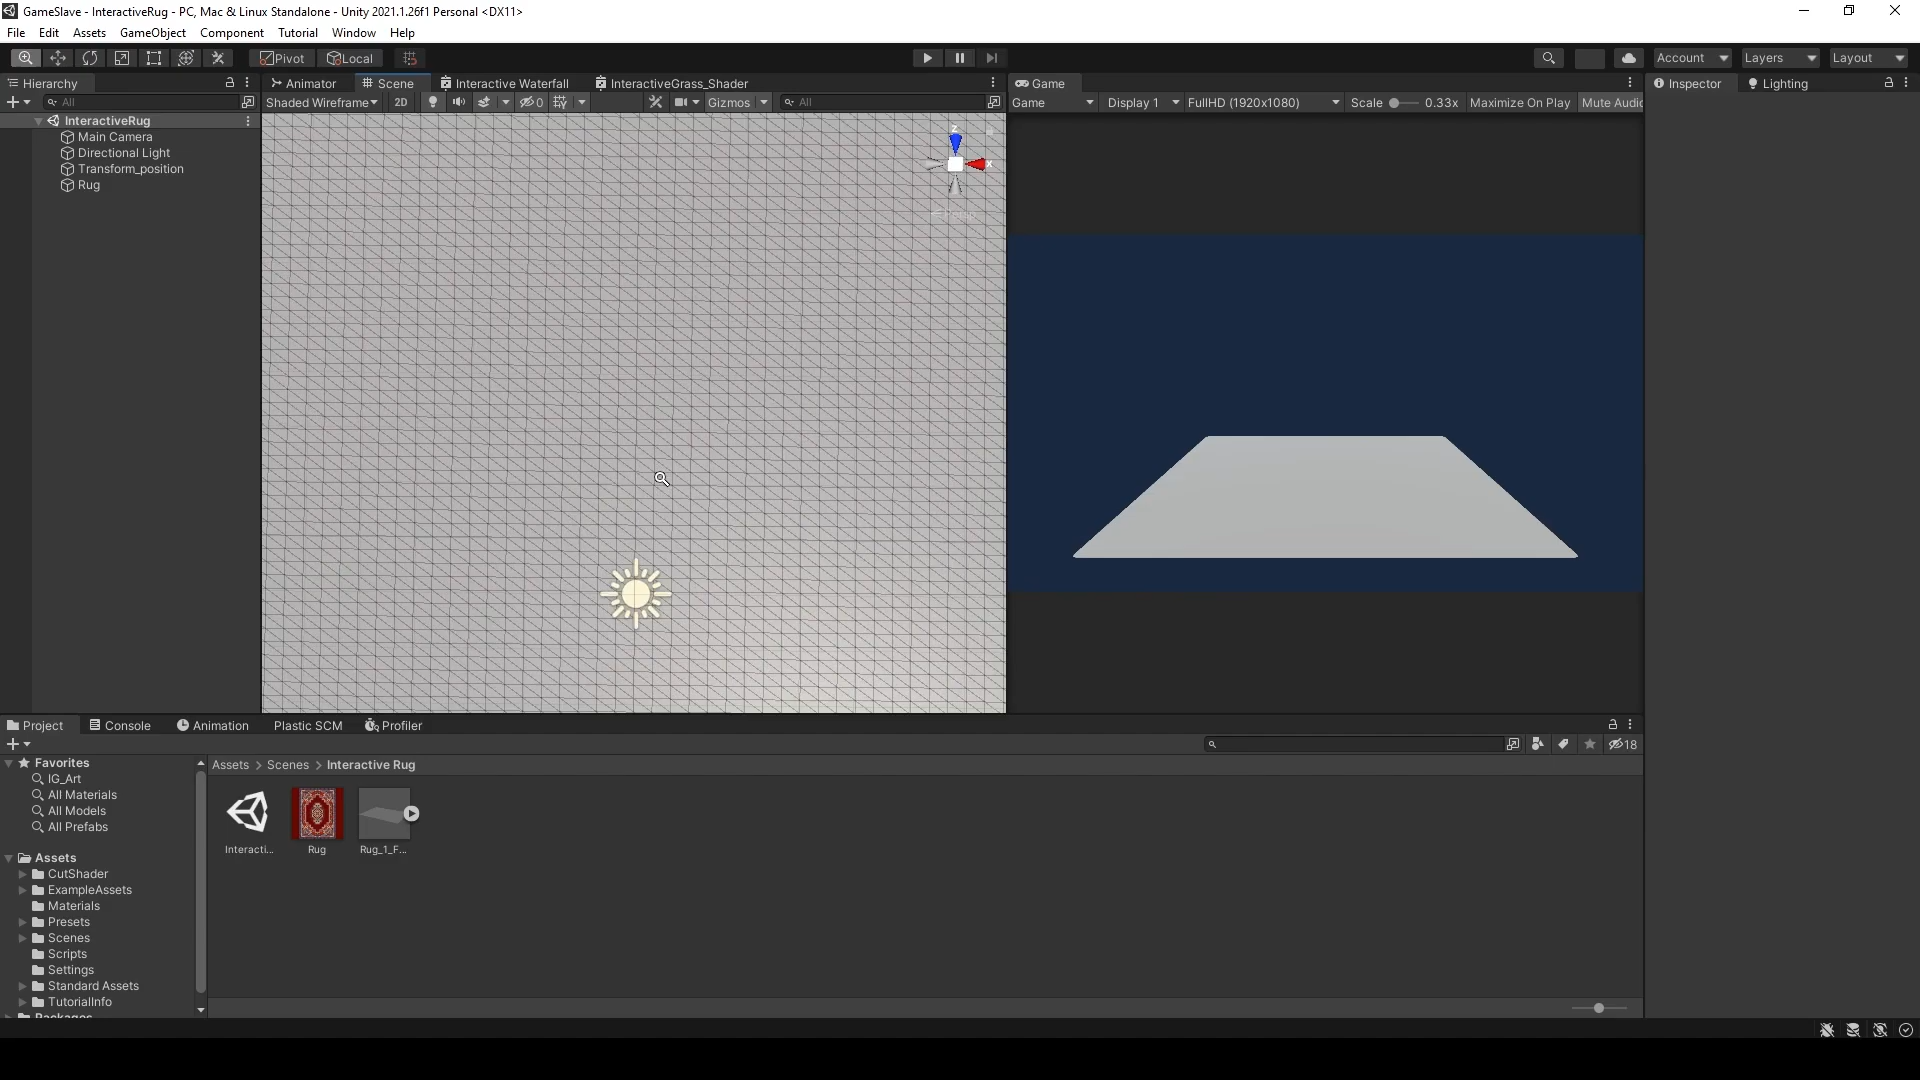 GameSlave - InteractiveRug - PC, Mac & Linux Standalone - Unity 2021.1.26f1 Personal <DX11>
File Edit Assets GameObject Component Tutorial Window Help
Pivot Local Account Layers Layout
Hierarchy Animator Scene Interactive Waterfall InteractiveGrass_Shader Game Inspector Lighting
All Shaded Wireframe 2D 0 Gizmos All Game Display 1 FullHD (1920x1080) Scale 0.33x Maximize On Play Mute Audic
InteractiveRug
Main Camera
Directional Light
Transform_position
Rug
z
x
Project Console Animation Plastic SCM Profiler
18
Favorites
IG_Art
All Materials
All Models
All Prefabs
Assets
CutShader
ExampleAssets
Materials
Presets
Scenes
Scripts
Settings
Standard Assets
TutorialInfo
Packages
Assets > Scenes > Interactive Rug
Interacti... Rug Rug_1_F...